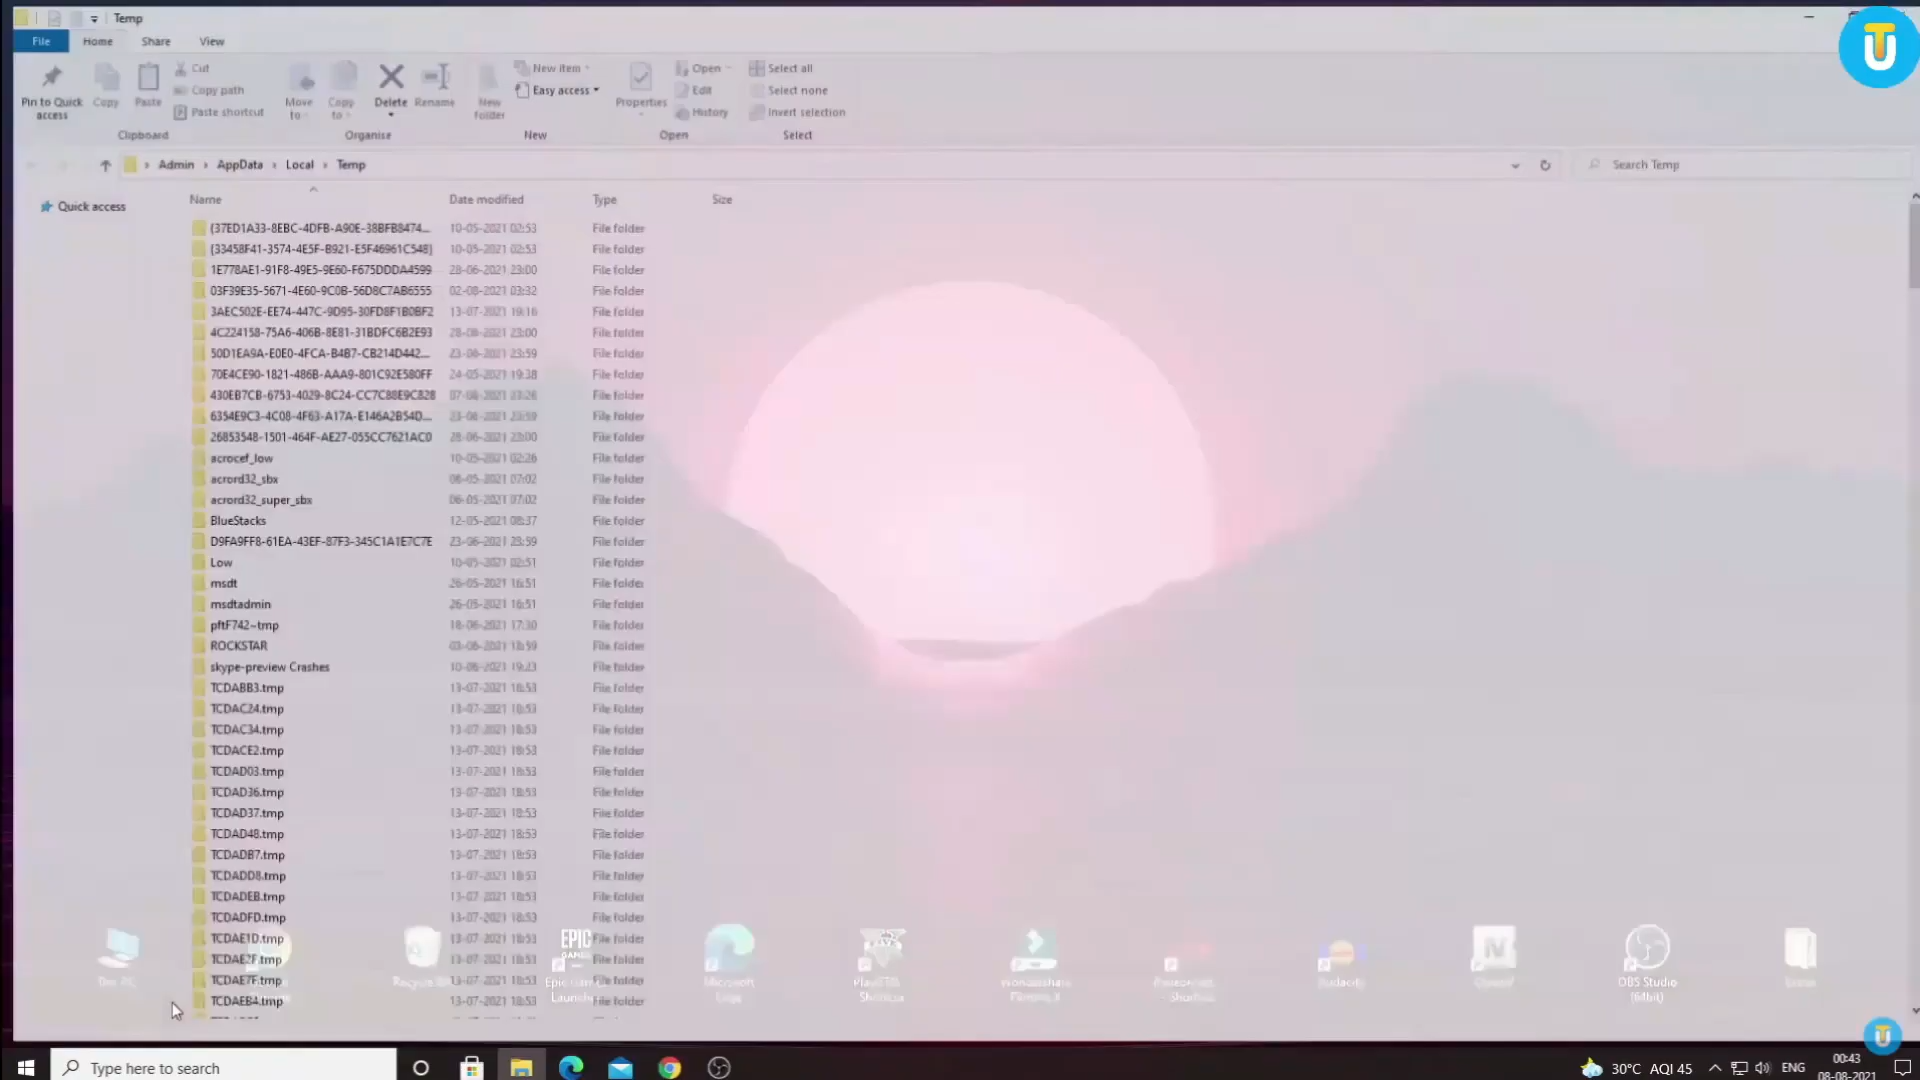 Temp
File Home Share View
Pin to Quick access
Copy
Paste
Cut
Copy path
Paste shortcut
Clipboard
Move to
Copy to
Delete
Rename
Organise
New folder
New item
Easy access
New
Properties
Open
Edit
History
Open
Select all
Select none
Invert selection
Select
Admin > AppData > Local > Temp
Search Temp
Quick access
Name Date modified Type Size
{37ED1A33-8EBC-4DFB-A90E-38BFB8474... 10-05-2021 02:53 File folder
{33458F41-3574-4E5F-B921-E5F46961C548} 10-05-2021 02:53 File folder
1E778AE1-91F8-49E5-9E60-F675DDDA4599 28-06-2021 23:00 File folder
03F39E35-5671-4E60-9C0B-56D8C7AB6555 02-08-2021 03:32 File folder
3AEC502E-EE74-447C-9D95-30FD8F1B0BF2 13-07-2021 19:16 File folder
4C224158-75A6-406B-8E81-31BDFC6B2E93 28-06-2021 23:00 File folder
50D1EA9A-E0E0-4FCA-B4B7-CB214D442... 23-06-2021 23:59 File folder
70E4CE90-1821-486B-AAA9-801C92E580FF 24-05-2021 19:38 File folder
430EB7CB-6753-4029-8C24-CC7C88E9C828 07-08-2021 23:26 File folder
6354E9C3-4C08-4F63-A17A-E146A2B54D... 23-06-2021 23:59 File folder
26853548-1501-464F-AE27-055CC7621AC0 28-06-2021 23:00 File folder
acrocef_low 10-05-2021 02:26 File folder
acrord32_sbx 06-05-2021 07:02 File folder
acrord32_super_sbx 06-05-2021 07:02 File folder
BlueStacks 12-05-2021 08:37 File folder
D9FA9FF8-61EA-43EF-87F3-345C1A1E7C7E 23-06-2021 23:59 File folder
Low 10-05-2021 02:51 File folder
msdt 26-05-2021 16:51 File folder
msdtadmin 26-05-2021 16:51 File folder
pftF742~tmp 18-06-2021 17:30 File folder
ROCKSTAR 03-06-2021 18:59 File folder
skype-preview Crashes 10-06-2021 19:23 File folder
TCDABB3.tmp 13-07-2021 18:53 File folder
TCDAC24.tmp 13-07-2021 18:53 File folder
TCDAC34.tmp 13-07-2021 18:53 File folder
TCDACE2.tmp 13-07-2021 18:53 File folder
TCDAD03.tmp 13-07-2021 18:53 File folder
TCDAD36.tmp 13-07-2021 18:53 File folder
TCDAD37.tmp 13-07-2021 18:53 File folder
TCDAD48.tmp 13-07-2021 18:53 File folder
TCDADB7.tmp 13-07-2021 18:53 File folder
TCDADD8.tmp 13-07-2021 18:53 File folder
TCDADEB.tmp 13-07-2021 18:53 File folder
TCDADFD.tmp 13-07-2021 18:53 File folder
TCDAE1D.tmp 13-07-2021 18:53 File folder
TCDAE2F.tmp 13-07-2021 18:53 File folder
TCDAE7F.tmp 13-07-2021 18:53 File folder
TCDAEB4.tmp 13-07-2021 18:53 File folder
EPIC
Microsoft Edge
Audacity
OBS Studio (64bit)
Type here to search
30°C AQI 45
ENG
00:43
08-08-2021